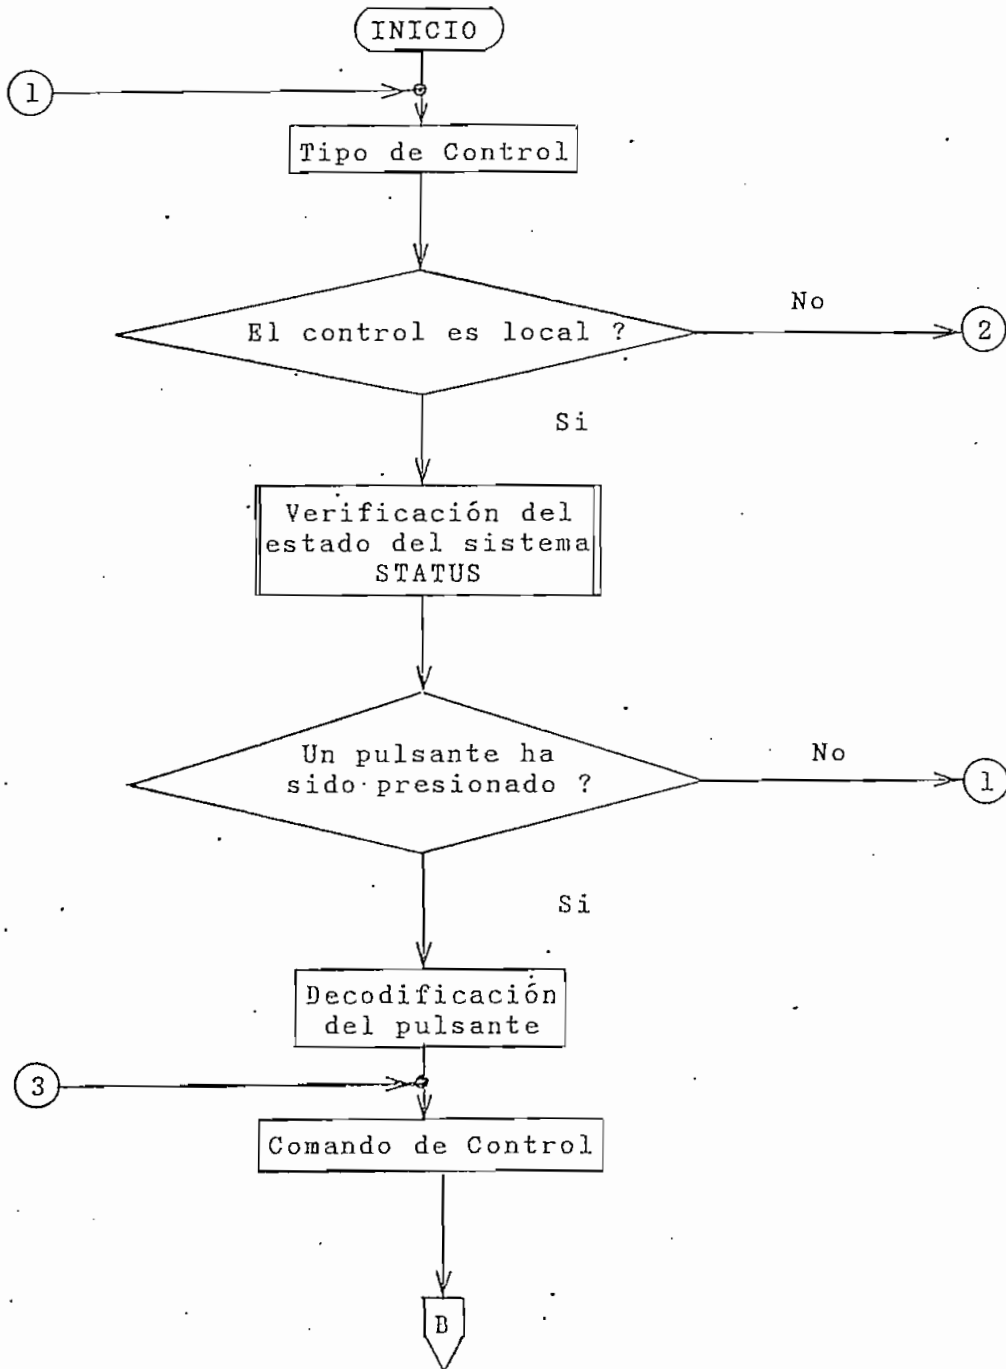 INICIO
1
Tipo de Control
No
El control es local ?
2
Si
Verificación del
estado del sistema
STATUS
Un pulsante ha
sido presionado ?
No
1
Si
Decodificación
del pulsante
3
Comando de Control
B